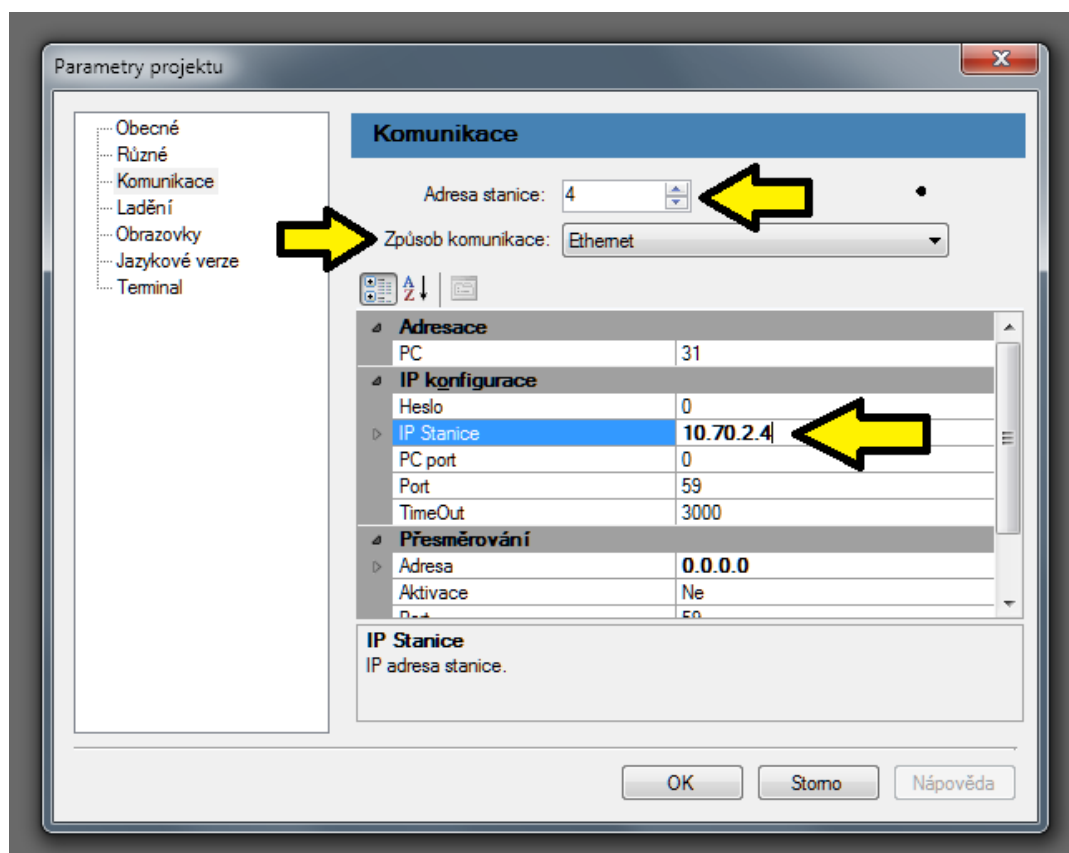 Parametry projektu
Obecné
Různé
Komunikace
Ladění
Obrazovky
Jazykové verze
Terminal
Komunikace
Adresa stanice: 4
Způsob komunikace: Ethernet
Adresace
PC 31
IP konfigurace
Heslo 0
IP Stanice 10.70.2.4
PC port 0
Port 59
TimeOut 3000
Přesměrování
Adresa 0.0.0.0
Aktivace Ne
Port 59
IP Stanice
IP adresa stanice.
OK Storno Nápověda